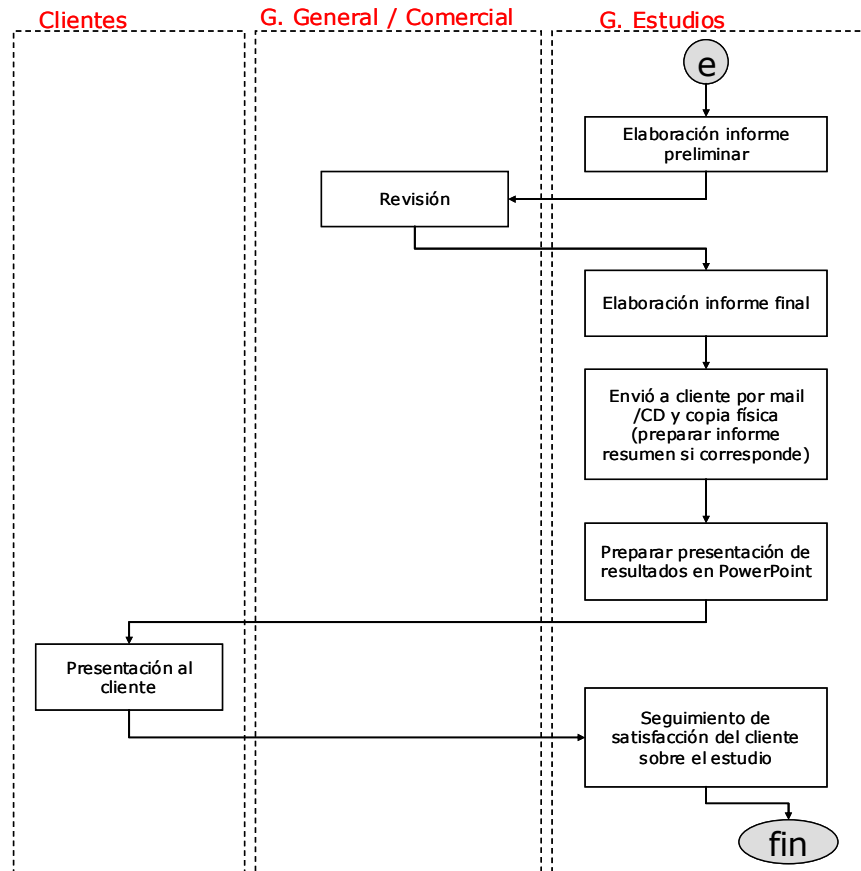 Clientes
G. General / Comercial
G. Estudios
e
Elaboración informe
preliminar
Revisión
Elaboración informe final
Envió a cliente por mail
/CD y copia física
(preparar informe
resumen si corresponde)
Preparar presentación de
resultados en PowerPoint
Presentación al
cliente
Seguimiento de
satisfacción del cliente
sobre el estudio
fin